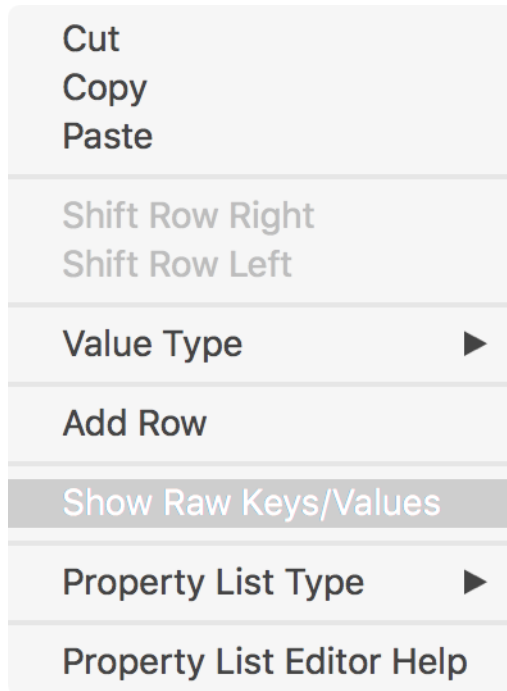 Cut
Copy
Paste
Shift Row Right
Shift Row Left
Value Type
Add Row
Show Raw Keys/Values
Property List Type
Property List Editor Help